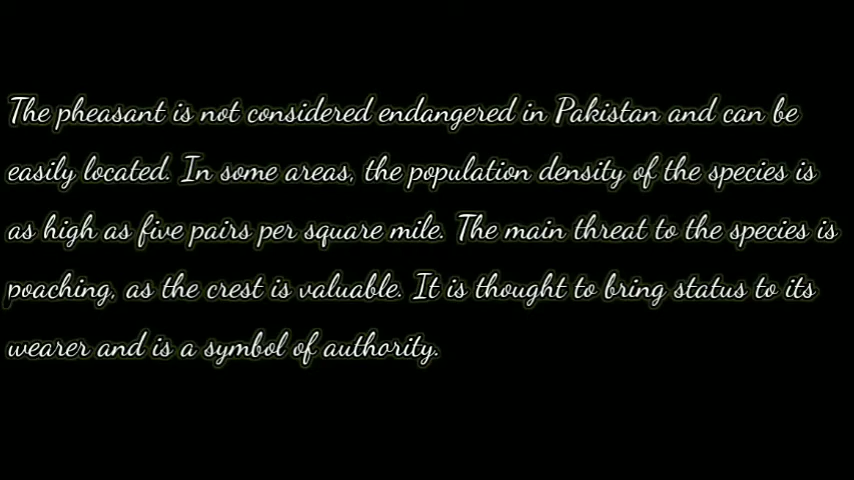 The pheasant is not considered endangered in Pakistan and can be
easily located. In some areas, the population density of the species is
as high as five pairs per square mile. The main threat to the species is
poaching, as the crest is valuable. It is thought to bring status to its
wearer and is a symbol of authority.